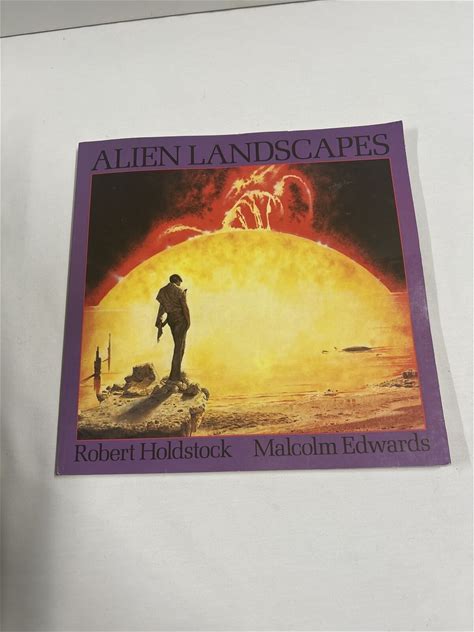 ALIEN LANDSCAPES
Robert Holdstock Malcolm Edwards